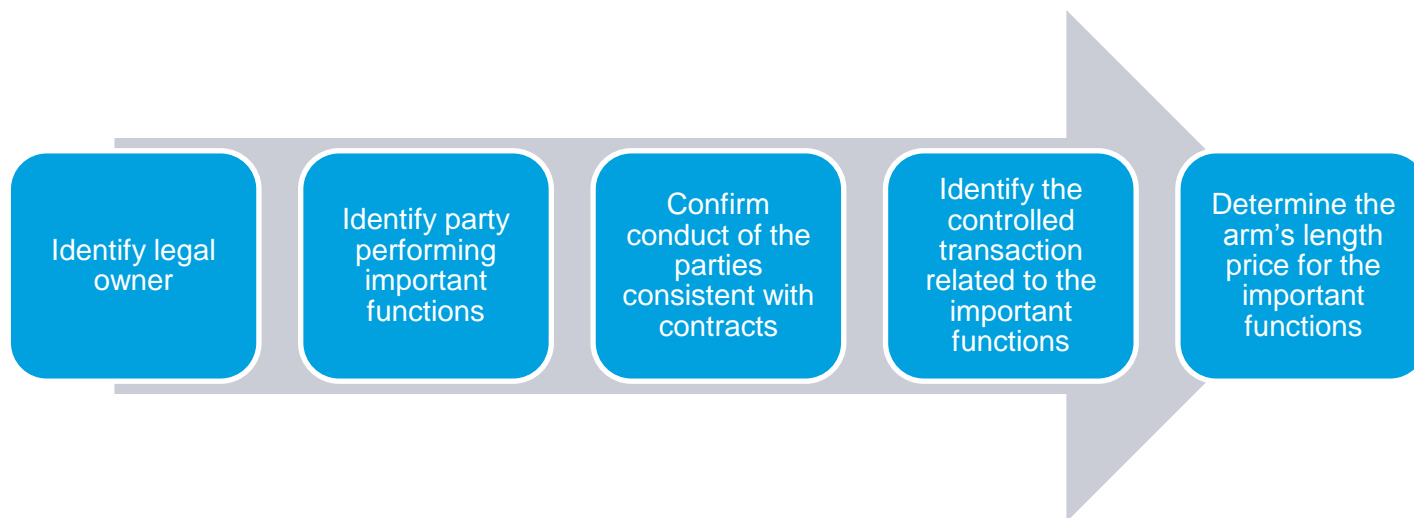 Identify legal
owner
Identify party
performing
important
functions
Confirm
conduct of the
parties
consistent with
contracts
Identify the
controlled
transaction
related to the
important
functions
Determine the
arm’s length
price for the
important
functions